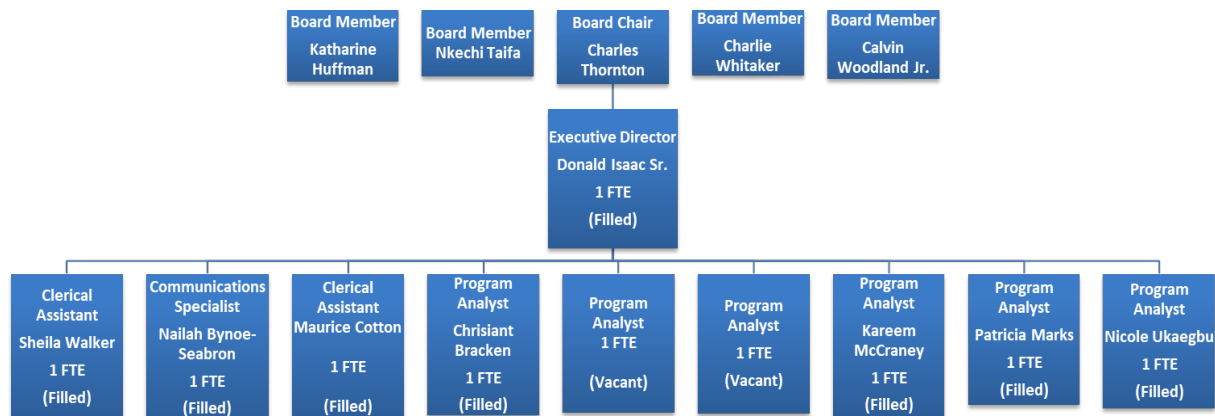 Board Member
Katharine
Huffman
Board Member
Nkechi Taifa
Board Chair
Charles
Thornton
Board Member
Charlie
Whitaker
Board Member
Calvin
Woodland Jr.
Executive Director
Donald Isaac Sr.
1 FTE
(Filled)
Clerical
Assistant
Sheila Walker
1 FTE
(Filled)
Communications
Specialist
Nailah Bynoe-
Seabron
1 FTE
(Filled)
Clerical
Assistant
Maurice Cotton
1 FTE
(Filled)
Program
Analyst
Chrisiant
Bracken
1 FTE
(Filled)
Program
Analyst
1 FTE
(Vacant)
Program
Analyst
1 FTE
(Vacant)
Program
Analyst
Kareem
McCraney
1 FTE
(Filled)
Program
Analyst
Patricia Marks
1 FTE
(Filled)
Program
Analyst
Nicole Ukaegbu
1 FTE
(Filled)